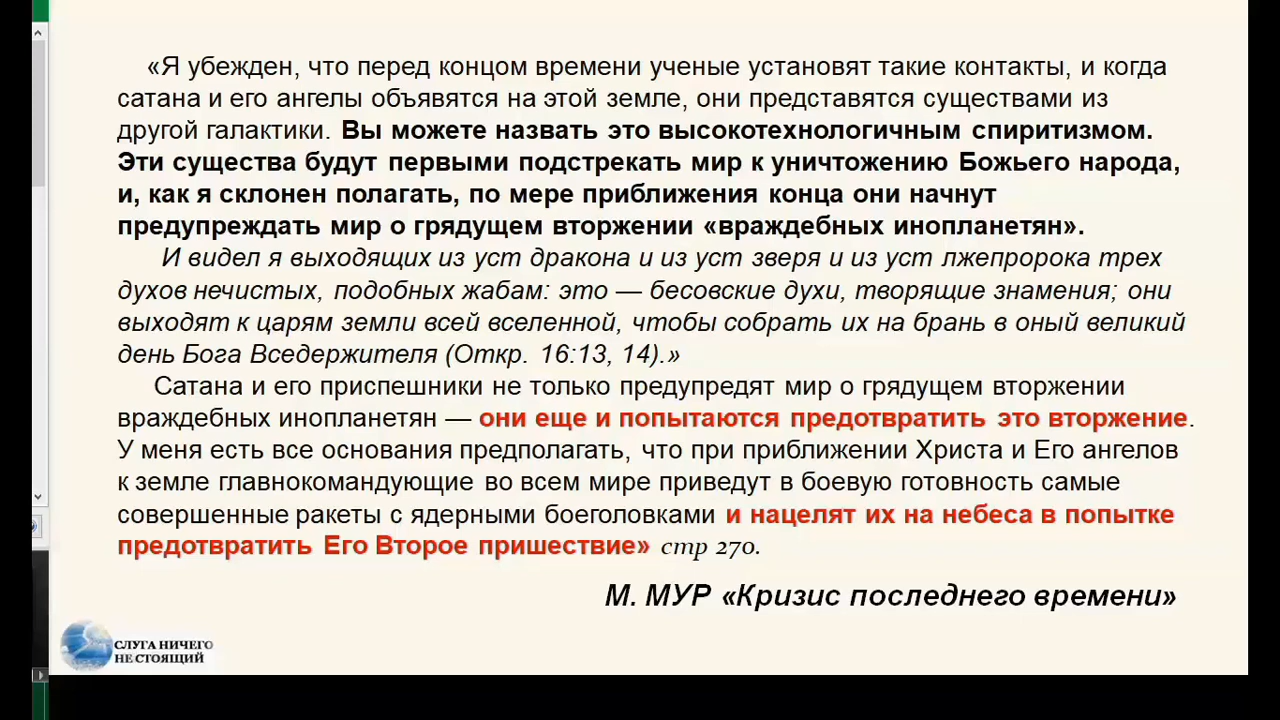 «Я убежден, что перед концом времени ученые установят такие контакты, и когда
сатана и его ангелы объявятся на этой земле, они представятся существами из
другой галактики. Вы можете назвать это высокотехнологичным спиритизмом.
Эти существа будут первыми подстрекать мир к уничтожению Божьего народа,
и, как я склонен полагать, по мере приближения конца они начнут
предупреждать мир о грядущем вторжении «враждебных инопланетян».
И видел я выходящих из уст дракона и из уст зверя и из уст лжепророка трех
духов нечистых, подобных жабам: это — бесовские духи, творящие знамения; они
выходят к царям земли всей вселенной, чтобы собрать их на брань в оный великий
день Бога Вседержителя (Откр. 16:13, 14).»
Сатана и его приспешники не только предупредят мир о грядущем вторжении
враждебных инопланетян — они еще и попытаются предотвратить это вторжение.
У меня есть все основания предполагать, что при приближении Христа и Его ангелов
к земле главнокомандующие во всем мире приведут в боевую готовность самые
совершенные ракеты с ядерными боеголовками и нацелят их на небеса в попытке
предотвратить Его Второе пришествие» стр 270.
М. МУР «Кризис последнего времени»
СЛУГА НИЧЕГО
НЕ СТОЯЩИЙ